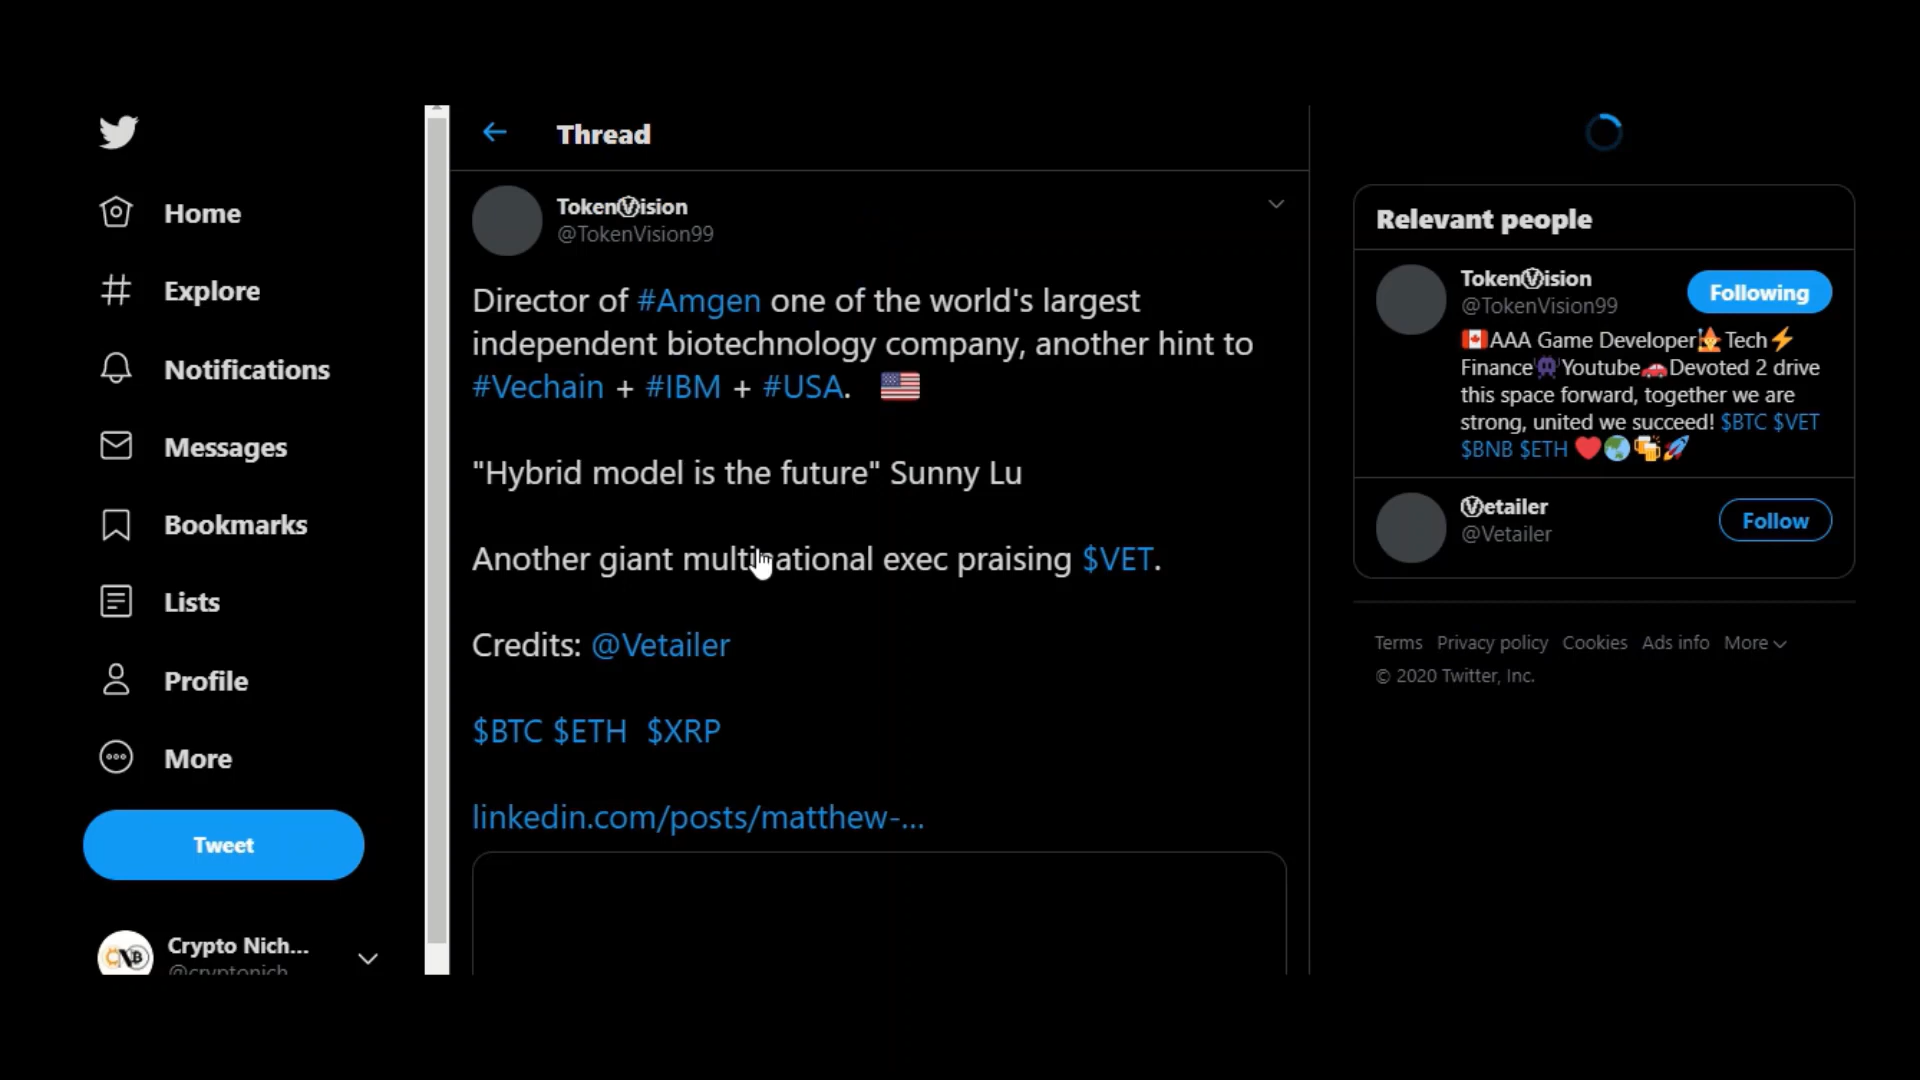 Home
Explore
Notifications
Messages
Bookmarks
Lists
Profile
More
Tweet
Crypto Nich...
@cryptonich
Thread
TokenⓋision
@TokenVision99
Director of #Amgen one of the world's largest
independent biotechnology company, another hint to
#Vechain + #IBM + #USA. 🇺🇸
"Hybrid model is the future" Sunny Lu
Another giant multinational exec praising $VET.
Credits: @Vetailer
$BTC $ETH $XRP
linkedin.com/posts/matthew-...
Relevant people
TokenⓋision
@TokenVision99
Following
🇨🇦AAA Game Developer🧙Tech⚡
Finance👾Youtube🚗Devoted 2 drive
this space forward, together we are
strong, united we succeed! $BTC $VET
$BNB $ETH ❤️🌎🍻🚀
Ⓥetailer
@Vetailer
Follow
Terms Privacy policy Cookies Ads info More
© 2020 Twitter, Inc.